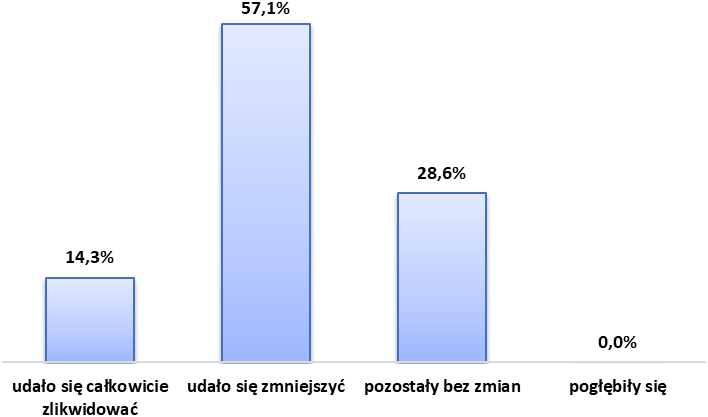 57,1%
28,6%
14,3%
0,0%
udało się całkowicie
zlikwidować
udało się zmniejszyć
pozostały bez zmian
pogłębiły się